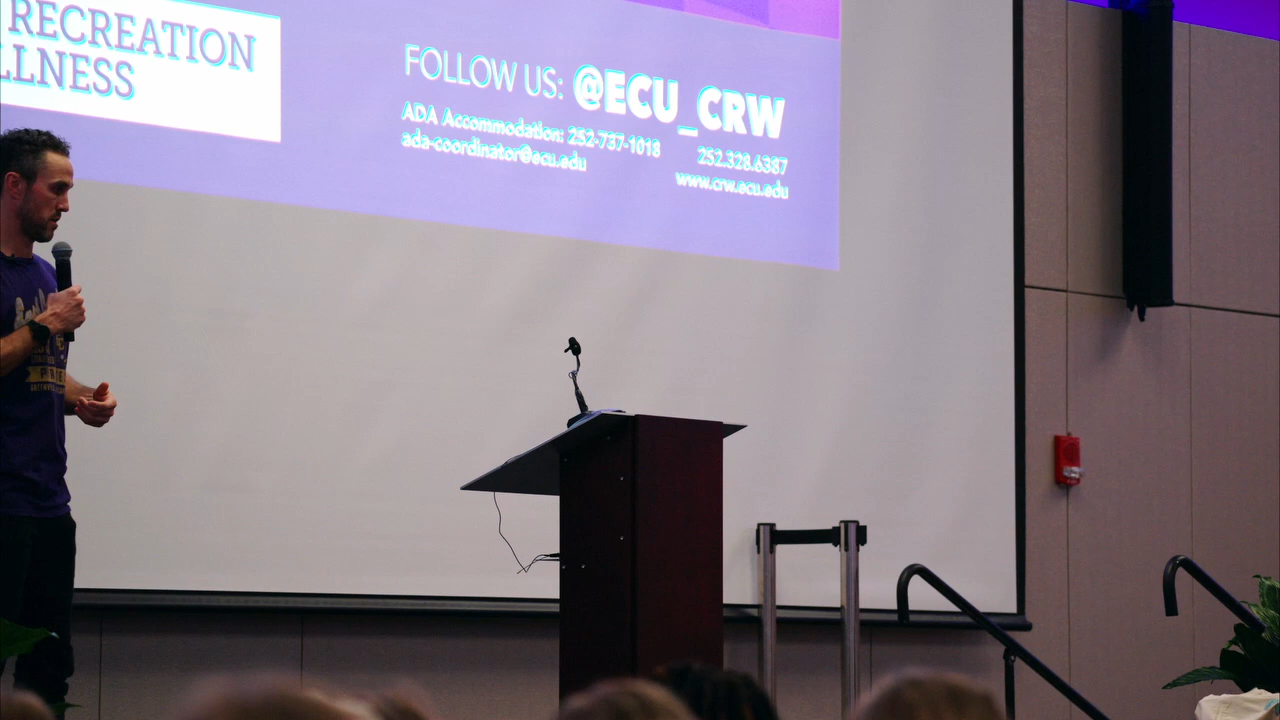 RECREATION
LLNESS
FOLLOW US: @ECU_CRW
ADA Accommodation: 252-737-1018
ada-coordinator@ecu.edu
252.328.6387
www.crw.ecu.edu